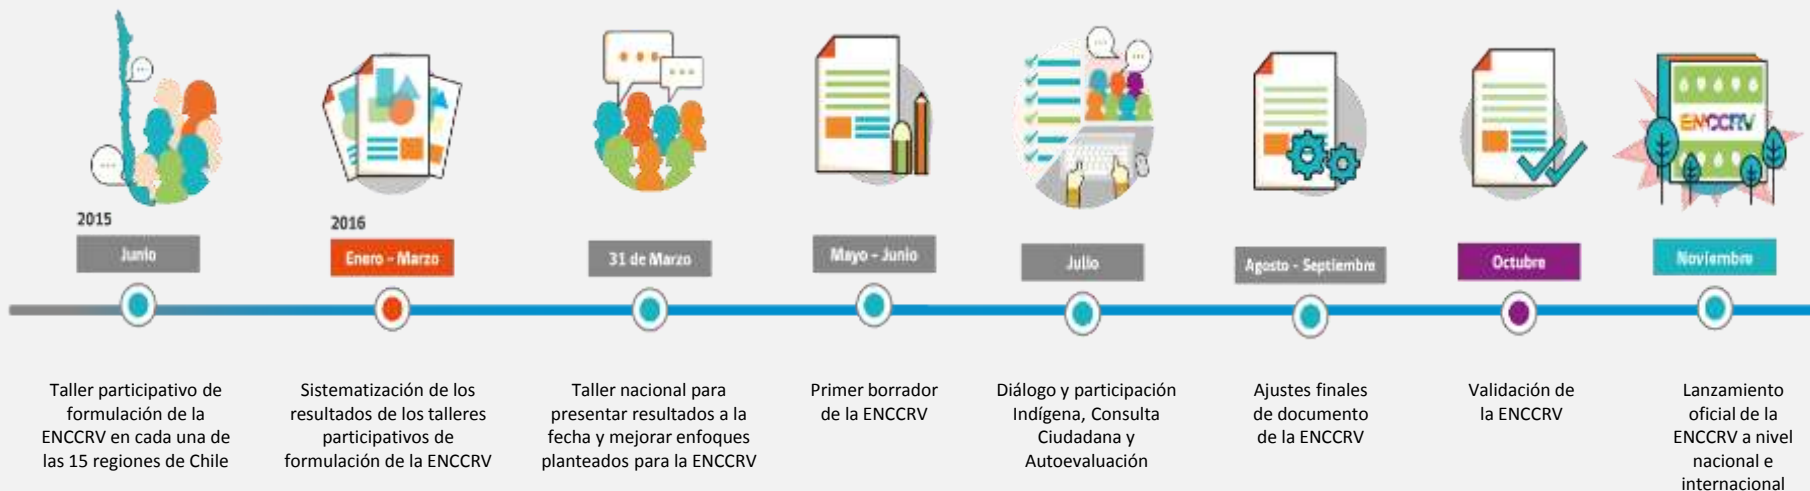 2015
Junio
2016
Enero - Marzo
31 de Marzo
Mayo - Junio
Julio
Agosto - Septiembre
Octubre
Noviembre
ENCCRV
Taller participativo de
formulación de la
ENCCRV en cada una de
las 15 regiones de Chile
Sistematización de los
resultados de los talleres
participativos de
formulación de la ENCCRV
Taller nacional para
presentar resultados a la
fecha y mejorar enfoques
planteados para la ENCCRV
Primer borrador
de la ENCCRV
Diálogo y participación
Indígena, Consulta
Ciudadana y
Autoevaluación
Ajustes finales
de documento
de la ENCCRV
Validación de
la ENCCRV
Lanzamiento
oficial de la
ENCCRV a nivel
nacional e
internacional